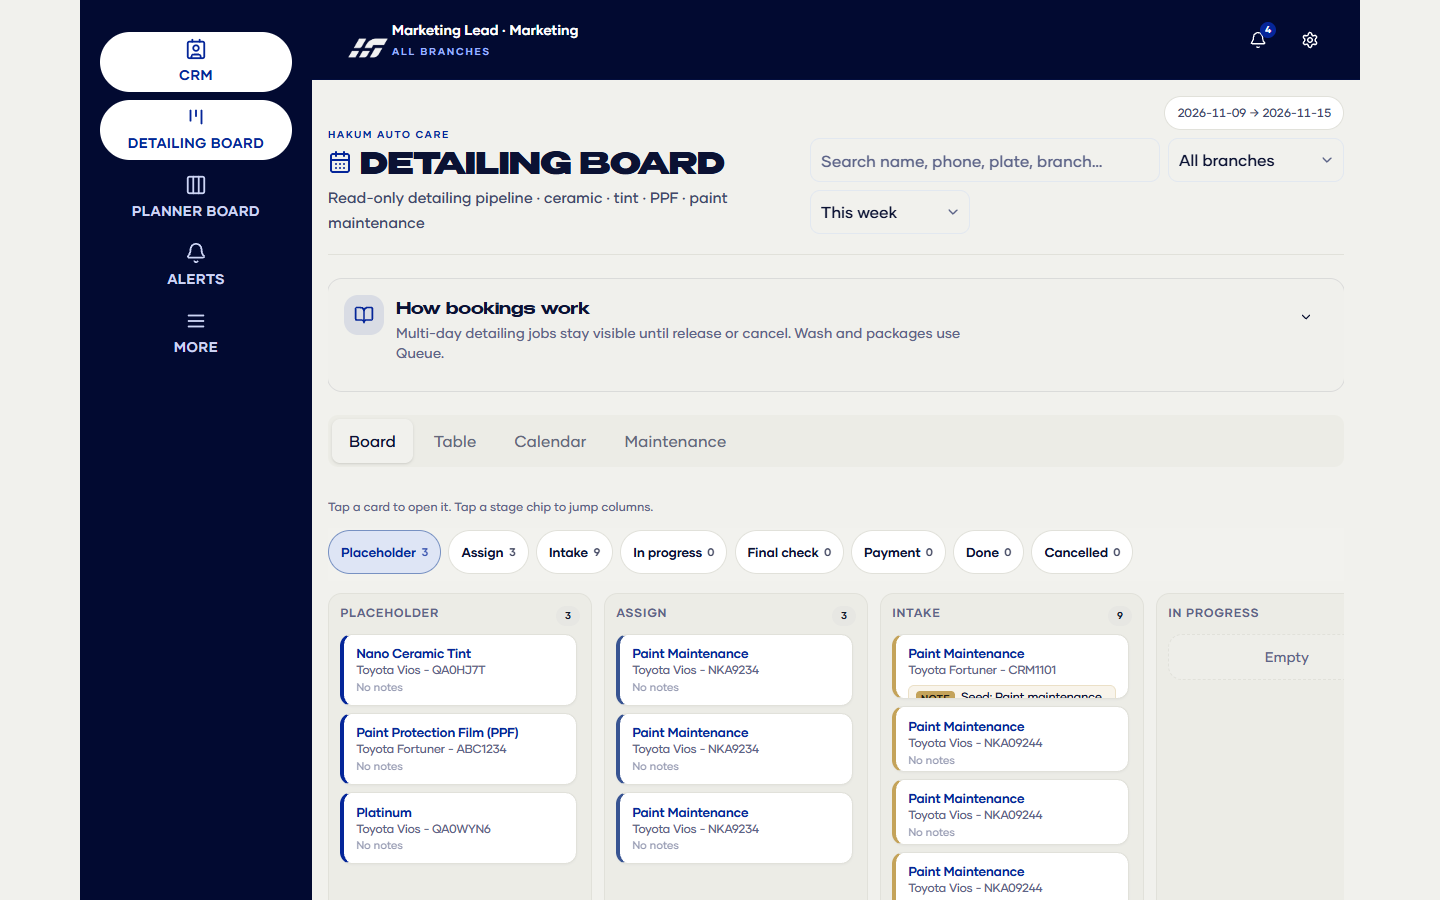 CRM
DETAILING BOARD
PLANNER BOARD
ALERTS
MORE
Marketing Lead · Marketing
ALL BRANCHES
4
2026-11-09 → 2026-11-15
HAKUM AUTO CARE
DETAILING BOARD
Read-only detailing pipeline · ceramic · tint · PPF · paint
maintenance
Search name, phone, plate, branch...
All branches
This week
How bookings work
Multi-day detailing jobs stay visible until release or cancel. Wash and packages use
Queue.
Board Table Calendar Maintenance
Tap a card to open it. Tap a stage chip to jump columns.
Placeholder 3 Assign 3 Intake 9 In progress 0 Final check 0 Payment 0 Done 0 Cancelled 0
PLACEHOLDER 3
Nano Ceramic Tint
Toyota Vios - QA0HJ7T
No notes
Paint Protection Film (PPF)
Toyota Fortuner - ABC1234
No notes
Platinum
Toyota Vios - QA0WYN6
No notes
ASSIGN 3
Paint Maintenance
Toyota Vios - NKA9234
No notes
Paint Maintenance
Toyota Vios - NKA9234
No notes
Paint Maintenance
Toyota Vios - NKA9234
No notes
INTAKE 9
Paint Maintenance
Toyota Fortuner - CRM1101
NOTE Seed: Paint maintenance
Paint Maintenance
Toyota Vios - NKA09244
No notes
Paint Maintenance
Toyota Vios - NKA09244
No notes
Paint Maintenance
Toyota Vios - NKA09244
IN PROGRESS
Empty